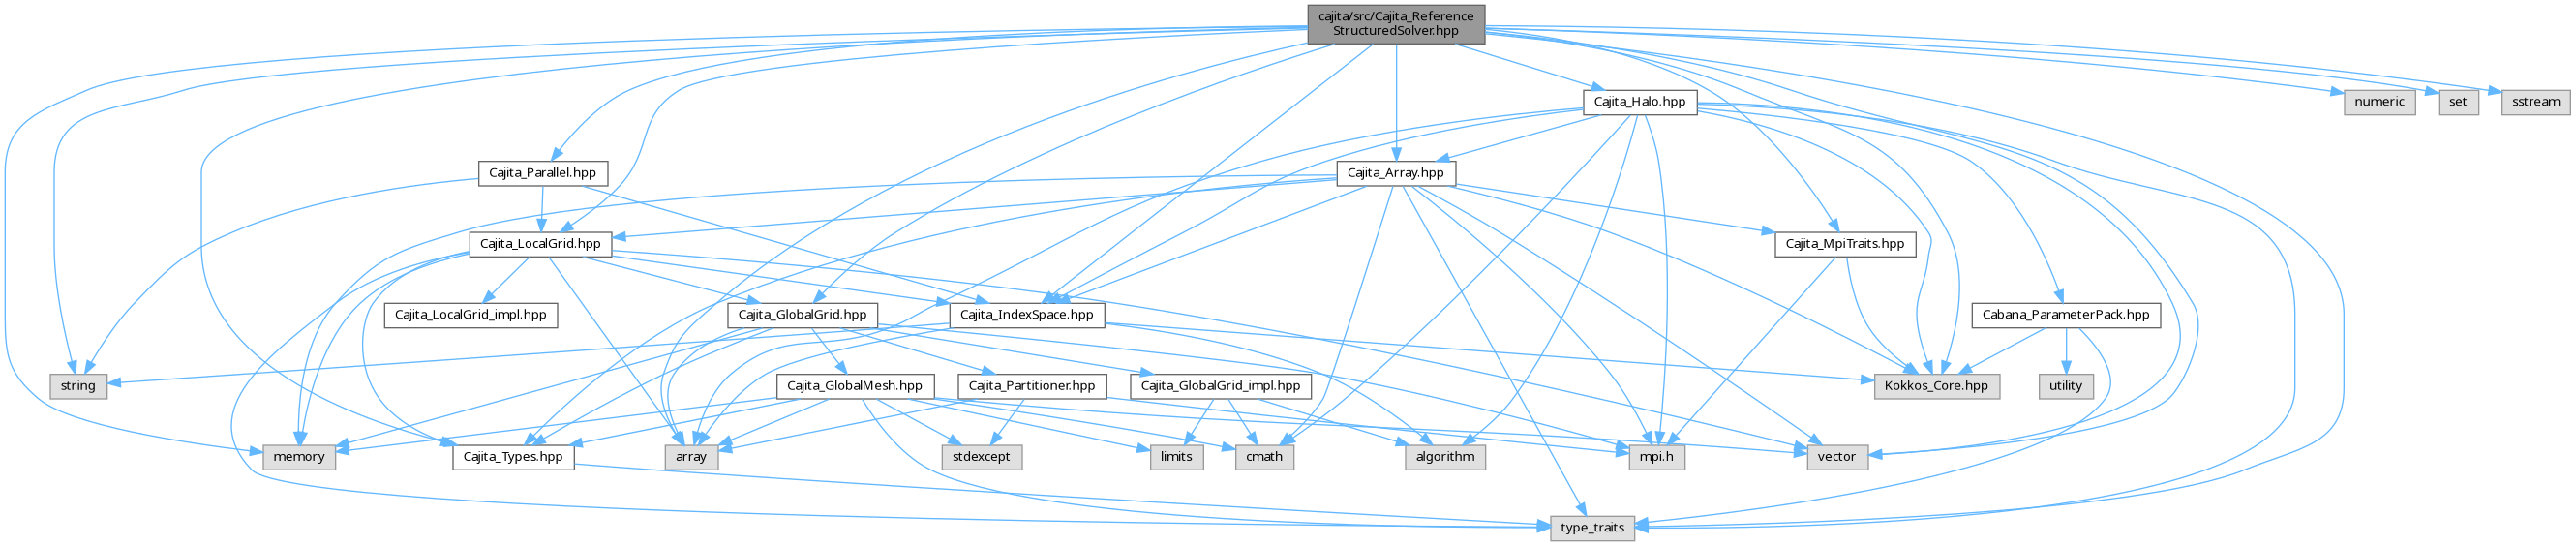 cajita/src/Cajita_Reference
StructuredSolver.hpp
Cajita_Halo.hpp
numeric
set
sstream
Cajita_Parallel.hpp
Cajita_Array.hpp
Cajita_LocalGrid.hpp
Cajita_MpiTraits.hpp
Cajita_LocalGrid_impl.hpp
Cajita_GlobalGrid.hpp
Cajita_IndexSpace.hpp
Cabana_ParameterPack.hpp
string
Cajita_GlobalMesh.hpp
Cajita_Partitioner.hpp
Cajita_GlobalGrid_impl.hpp
Kokkos_Core.hpp
utility
memory
Cajita_Types.hpp
array
stdexcept
limits
cmath
algorithm
mpi.h
vector
type_traits